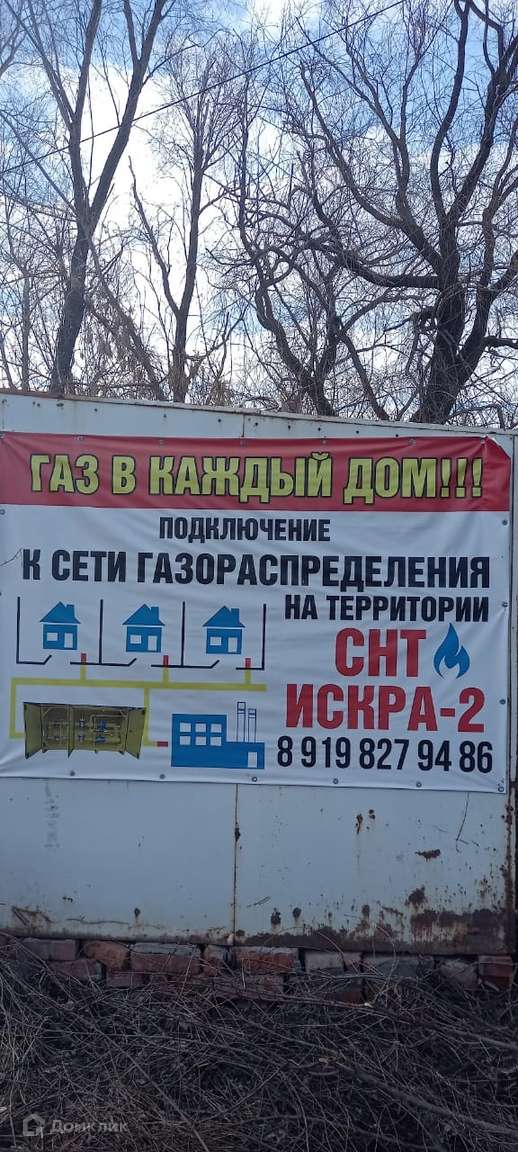 ГАЗ В КАЖДЫЙ ДОМ!!!
ПОДКЛЮЧЕНИЕ
К СЕТИ ГАЗОРАСПРЕДЕЛЕНИЯ
НА ТЕРРИТОРИИ
СНТ
ИСКРА-2
8 919 827 94 86
Домклик